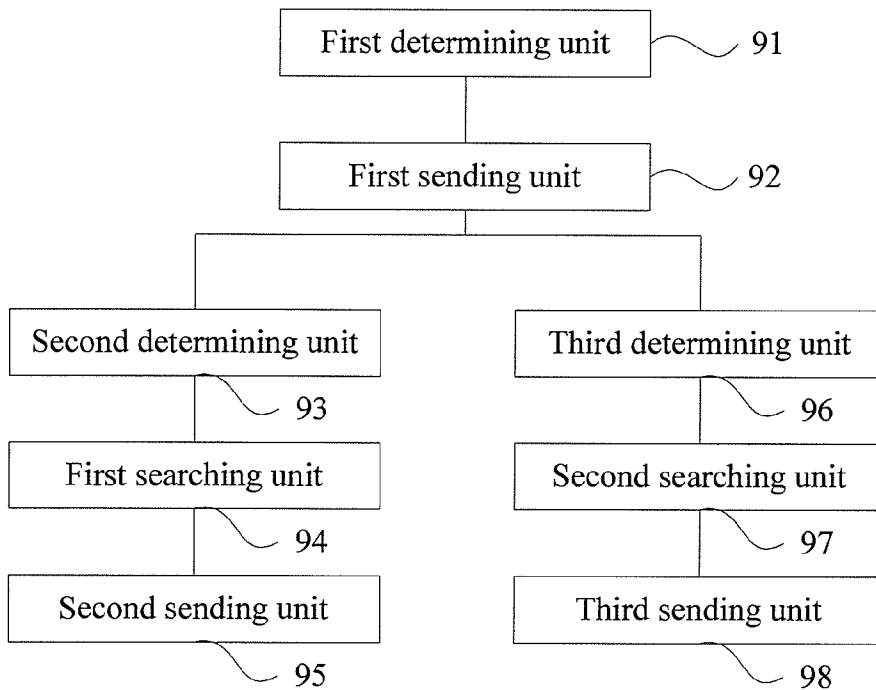 First determining unit
91
First sending unit
92
Second determining unit
93
First searching unit
94
Second sending unit
95
Third determining unit
96
Second searching unit
97
Third sending unit
98